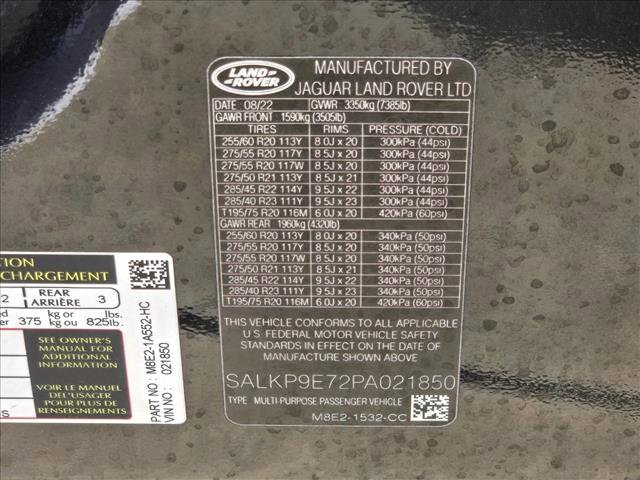 LAND ROVER
MANUFACTURED BY
JAGUAR LAND ROVER LTD
DATE 08/22 GVWR 3350kg (7385lb)
GAWR FRONT 1590kg (3505lb)
TIRES RIMS PRESSURE (COLD)
255/60 R20 113Y 8.0J x 20 300kPa (44psi)
275/55 R20 117Y 8.5J x 20 300kPa (44psi)
275/55 R20 117W 8.5J x 20 300kPa (44psi)
275/50 R21 113Y 8.5J x 21 300kPa (44psi)
285/45 R22 114Y 9.5J x 22 300kPa (44psi)
285/40 R23 111Y 9.5J x 23 300kPa (44psi)
T195/75 R20 116M 6.0J x 20 420kPa (60psi)
GAWR REAR 1960kg (4320lb)
255/60 R20 113Y 8.0J x 20 340kPa (50psi)
275/55 R20 117Y 8.5J x 20 340kPa (50psi)
275/55 R20 117W 8.5J x 20 340kPa (50psi)
275/50 R21 113Y 8.5J x 21 340kPa (50psi)
285/45 R22 114Y 9.5J x 22 340kPa (50psi)
285/40 R23 111Y 9.5J x 23 340kPa (50psi)
T195/75 R20 116M 6.0J x 20 420kPa (60psi)
THIS VEHICLE CONFORMS TO ALL APPLICABLE
U.S. FEDERAL MOTOR VEHICLE SAFETY
STANDARDS IN EFFECT ON THE DATE OF
MANUFACTURE SHOWN ABOVE.
SALKP9E72PA021850
TYPE MULTI-PURPOSE PASSENGER VEHICLE
M8E2-1532-CC
TION
CHARGEMENT
2 REAR ARRIÈRE 3
375 kg or kg ou 825lb.
SEE OWNER'S
MANUAL FOR
ADDITIONAL
INFORMATION
VOIR LE MANUEL
DE L'USAGER
POUR PLUS DE
RENSEIGNEMENTS
PART NO: M8E2-1A552-HC
VIN NO: 021850